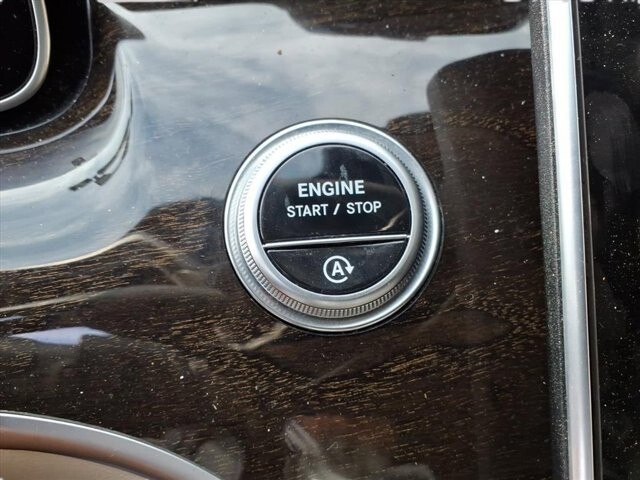 ENGINE
START / STOP
A